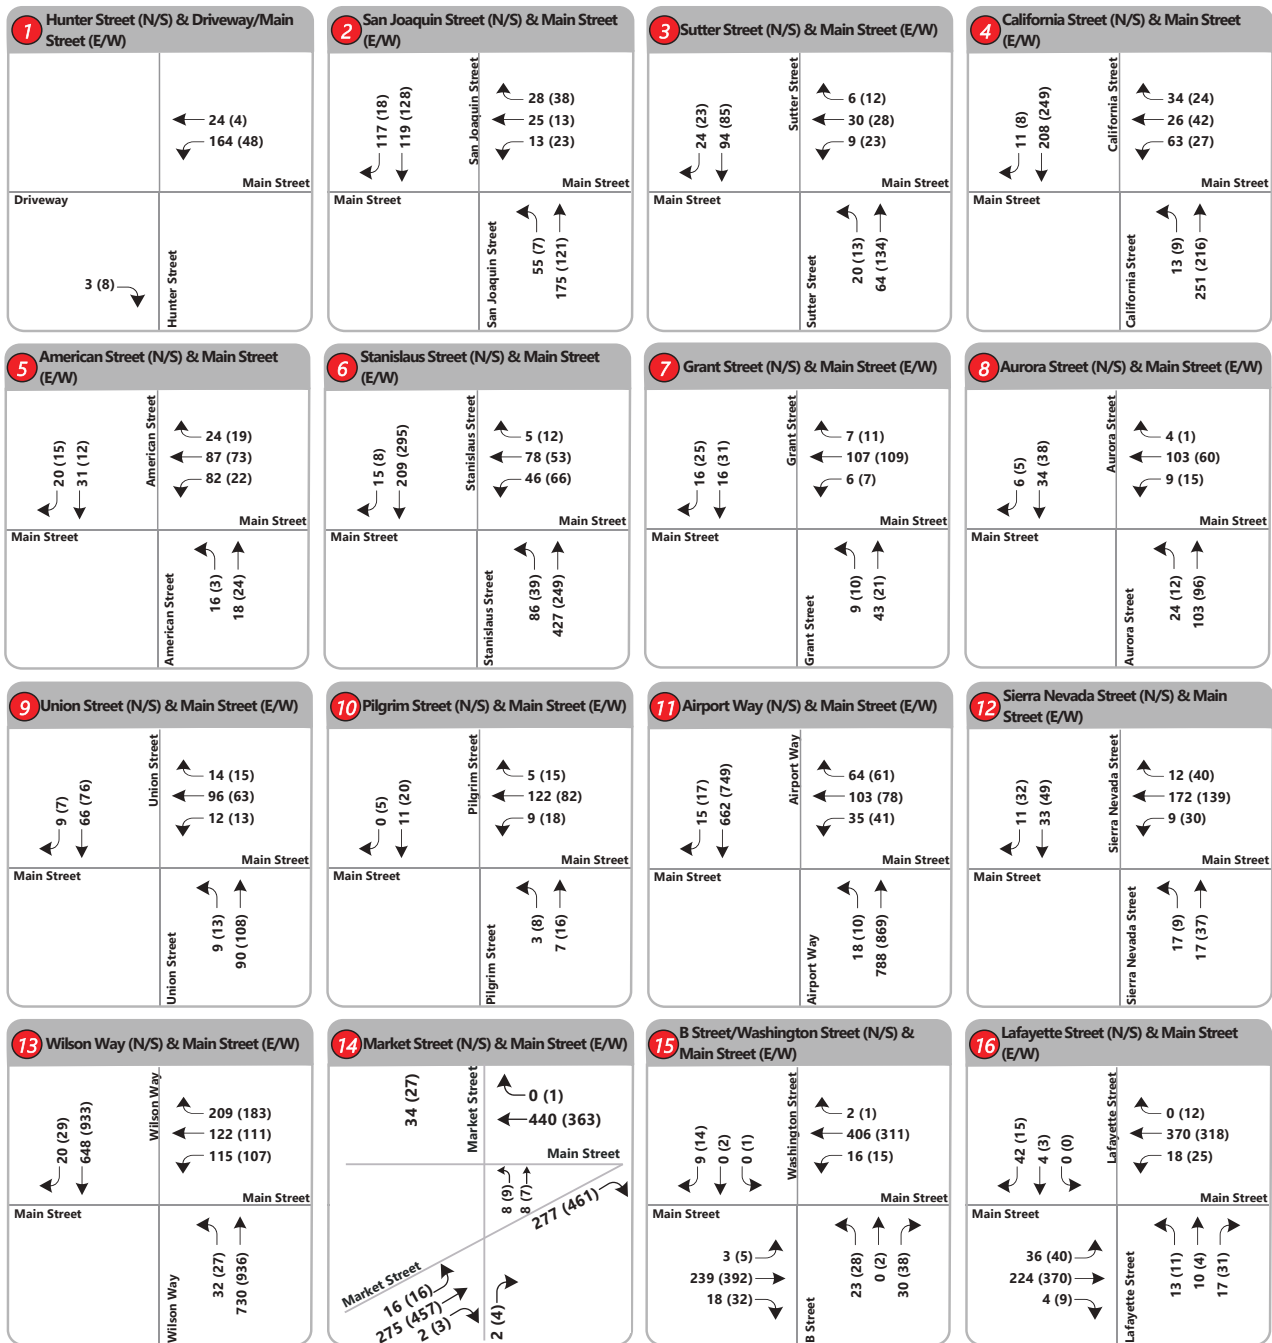 1
Hunter Street (N/S) & Driveway/Main
Street (E/W)
24 (4)
164 (48)
Main Street
Driveway
Hunter Street
3 (8)
2
San Joaquin Street (N/S) & Main Street
(E/W)
117 (18)
119 (128)
San Joaquin Street
28 (38)
25 (13)
13 (23)
Main Street
Main Street
San Joaquin Street
55 (7)
175 (121)
3
Sutter Street (N/S) & Main Street (E/W)
24 (23)
94 (85)
Sutter Street
6 (12)
30 (28)
9 (23)
Main Street
Main Street
Sutter Street
20 (13)
64 (134)
4
California Street (N/S) & Main Street
(E/W)
11 (8)
208 (249)
California Street
34 (24)
26 (42)
63 (27)
Main Street
Main Street
California Street
13 (9)
251 (216)
5
American Street (N/S) & Main Street
(E/W)
20 (15)
31 (12)
American Street
24 (19)
87 (73)
82 (22)
Main Street
Main Street
American Street
16 (3)
18 (24)
6
Stanislaus Street (N/S) & Main Street
(E/W)
15 (8)
209 (295)
Stanislaus Street
5 (12)
78 (53)
46 (66)
Main Street
Main Street
Stanislaus Street
86 (39)
427 (249)
7
Grant Street (N/S) & Main Street (E/W)
16 (25)
16 (31)
Grant Street
7 (11)
107 (109)
6 (7)
Main Street
Main Street
Grant Street
9 (10)
43 (21)
8
Aurora Street (N/S) & Main Street (E/W)
6 (5)
34 (38)
Aurora Street
4 (1)
103 (60)
9 (15)
Main Street
Main Street
Aurora Street
24 (12)
103 (96)
9
Union Street (N/S) & Main Street (E/W)
9 (7)
66 (76)
Union Street
14 (15)
96 (63)
12 (13)
Main Street
Main Street
Union Street
9 (13)
90 (108)
10
Pilgrim Street (N/S) & Main Street (E/W)
0 (5)
11 (20)
Pilgrim Street
5 (15)
122 (82)
9 (18)
Main Street
Main Street
Pilgrim Street
3 (8)
7 (16)
11
Airport Way (N/S) & Main Street (E/W)
15 (17)
662 (749)
Airport Way
64 (61)
103 (78)
35 (41)
Main Street
Main Street
Airport Way
18 (10)
788 (869)
12
Sierra Nevada Street (N/S) & Main
Street (E/W)
11 (32)
33 (49)
Sierra Nevada Street
12 (40)
172 (139)
9 (30)
Main Street
Main Street
Sierra Nevada Street
17 (9)
17 (37)
13
Wilson Way (N/S) & Main Street (E/W)
20 (29)
648 (933)
Wilson Way
209 (183)
122 (111)
115 (107)
Main Street
Main Street
Wilson Way
32 (27)
730 (936)
14
Market Street (N/S) & Main Street (E/W)
34 (27)
Market Street
0 (1)
440 (363)
Main Street
8 (9)
8 (7)
277 (461)
Market Street
16 (16)
275 (457)
2 (3)
2 (4)
15
B Street/Washington Street (N/S) &
Main Street (E/W)
9 (14)
0 (2)
0 (1)
Washington Street
2 (1)
406 (311)
16 (15)
Main Street
Main Street
3 (5)
239 (392)
18 (32)
B Street
23 (28)
0 (2)
30 (38)
16
Lafayette Street (N/S) & Main Street
(E/W)
42 (15)
4 (3)
0 (0)
Lafayette Street
0 (12)
370 (318)
18 (25)
Main Street
Main Street
36 (40)
224 (370)
4 (9)
Lafayette Street
13 (11)
10 (4)
17 (31)